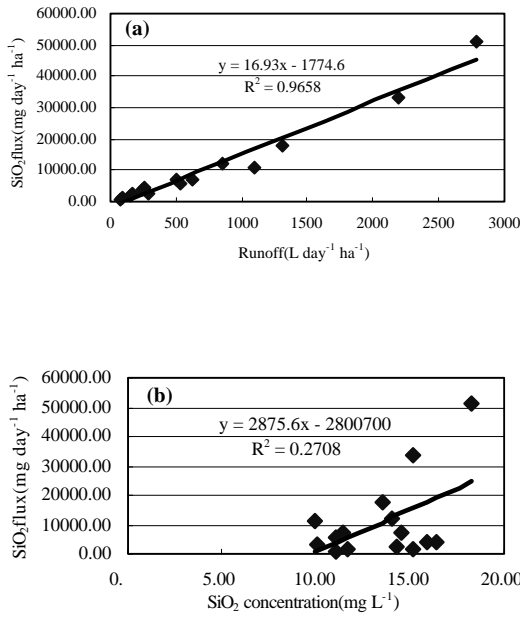 (a)
60000.00
50000.00
40000.00
30000.00
20000.00
10000.00
0.00
SiO₂flux(mg day⁻¹ ha⁻¹)
y = 16.93x - 1774.6
R² = 0.9658
0 500 1000 1500 2000 2500 3000
Runoff(L day⁻¹ ha⁻¹)
(b)
60000.00
50000.00
40000.00
30000.00
20000.00
10000.00
0.00
SiO₂flux(mg day⁻¹ ha⁻¹)
y = 2875.6x - 2800700
R² = 0.2708
0. 5.00 10.00 15.00 20.00
SiO₂ concentration(mg L⁻¹)